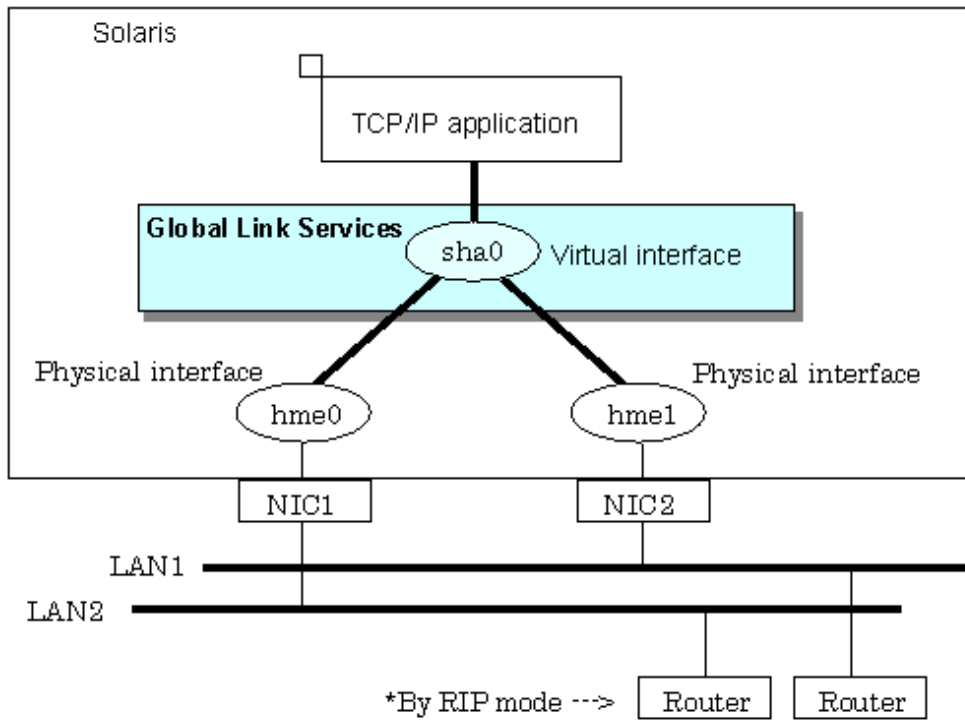 Solaris
TCP/IP application
Global Link Services
sha0
Virtual interface
Physical interface
Physical interface
hme0
hme1
NIC1
NIC2
LAN1
LAN2
*By RIP mode --->
Router
Router